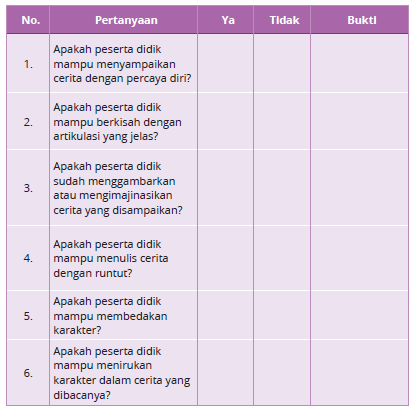 No. Pertanyaan Ya Tidak Bukti
1. Apakah peserta didik
mampu menyampaikan
cerita dengan percaya diri?
2. Apakah peserta didik
mampu berkisah dengan
artikulasi yang jelas?
3. Apakah peserta didik
sudah menggambarkan
atau mengimajinasikan
cerita yang disampaikan?
4. Apakah peserta didik
mampu menulis cerita
dengan runtut?
5. Apakah peserta didik
mampu membedakan
karakter?
6. Apakah peserta didik
mampu menirukan
karakter dalam cerita yang
dibacanya?